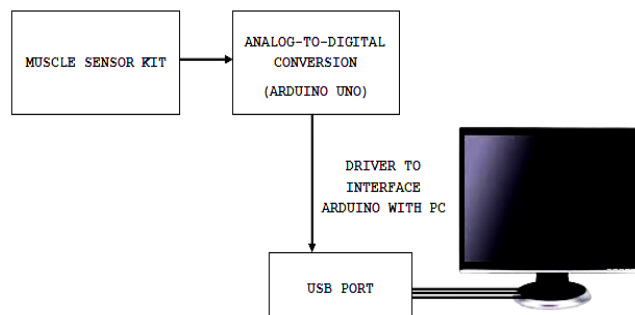 MUSCLE SENSOR KIT
ANALOG-TO-DIGITAL
CONVERSION
(ARDUINO UNO)
DRIVER TO
INTERFACE
ARDUINO WITH PC
USB PORT